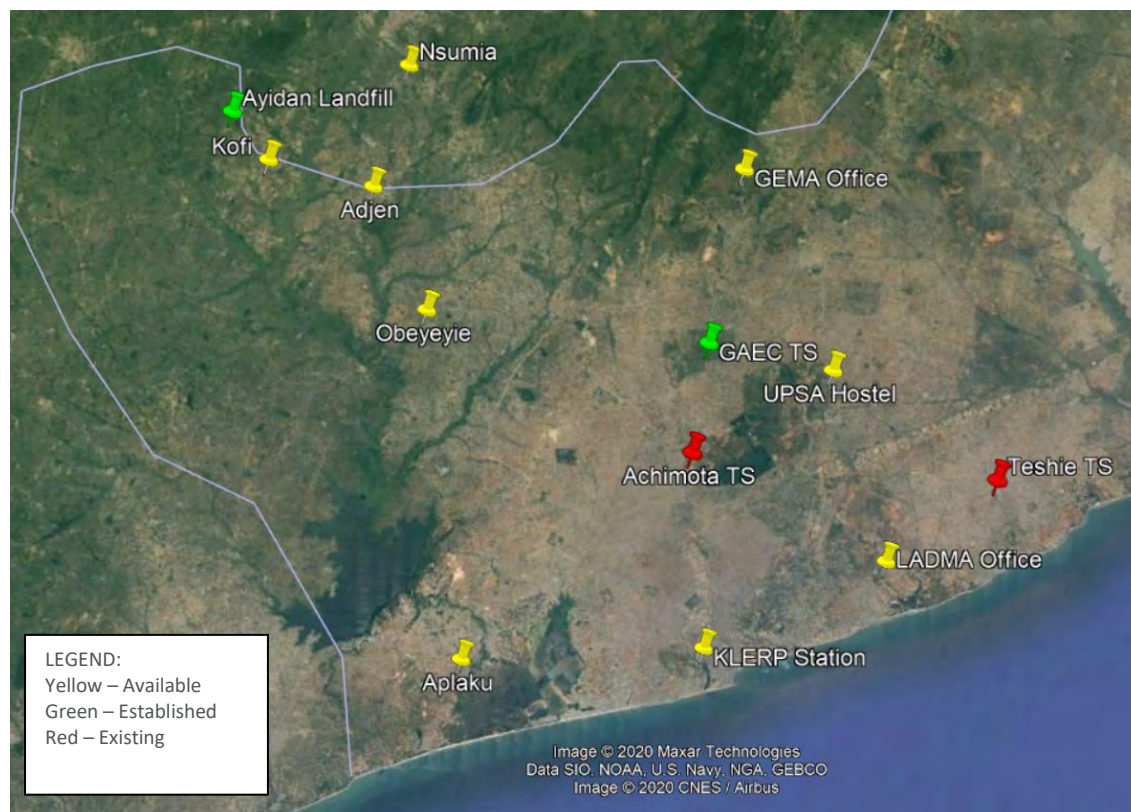 Nsumia
Ayidan Landfill
Kofi
GEMA Office
Adjen
Obeyeyie
GAEC TS
UPSA Hostel
Achimota TS
Teshie TS
LADMA Office
KLERP Station
Aplaku
LEGEND:
Yellow – Available
Green – Established
Red – Existing
Image © 2020 Maxar Technologies
Data SIO, NOAA, U.S. Navy, NGA, GEBCO
Image © 2020 CNES / Airbus